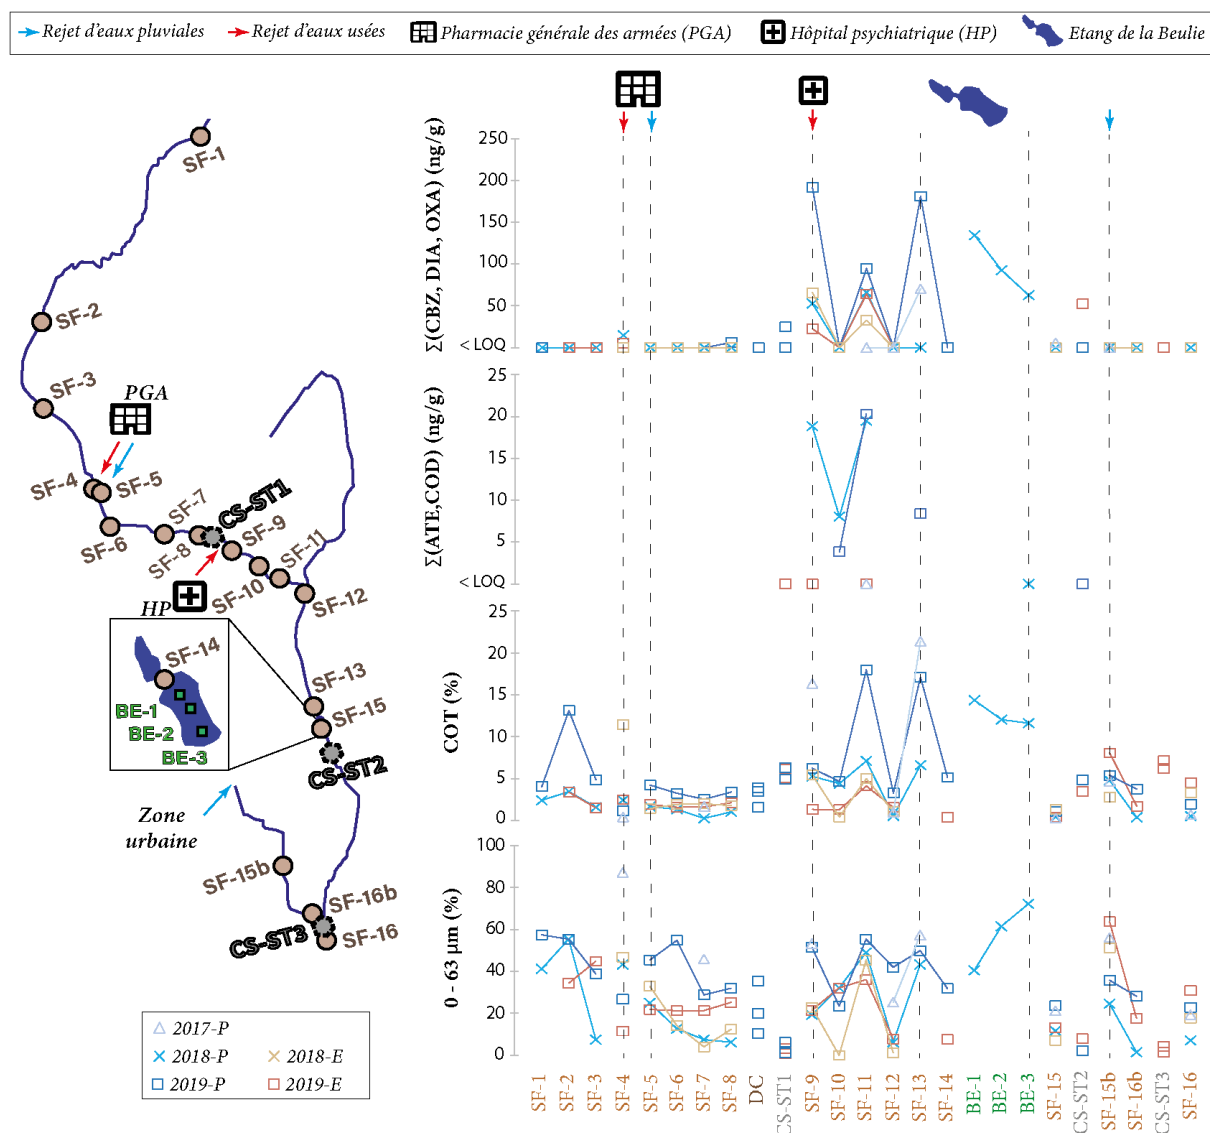 Rejet d'eaux pluviales
Rejet d'eaux usées
Pharmacie générale des armées (PGA)
Hôpital psychiatrique (HP)
Etang de la Beulie
SF-1
SF-2
SF-3
PGA
SF-4
SF-5
SF-6
SF-7
SF-8
CS-ST1
SF-9
SF-10
SF-11
SF-12
HP
SF-14
BE-1
BE-2
BE-3
SF-13
SF-15
CS-ST2
Zone
urbaine
SF-15b
SF-16b
CS-ST3
SF-16
2017-P
2018-P
2018-E
2019-P
2019-E
Σ(CBZ, DIA, OXA) (ng/g)
250
200
150
100
50
< LOQ
Σ(ATE,COD) (ng/g)
25
20
15
10
5
< LOQ
COT (%)
25
20
15
10
5
0
0 - 63 µm (%)
100
80
60
40
20
0
SF-1
SF-2
SF-3
SF-4
SF-5
SF-6
SF-7
SF-8
DC
CS-ST1
SF-9
SF-10
SF-11
SF-12
SF-13
SF-14
BE-1
BE-2
BE-3
SF-15
CS-ST2
SF-15b
SF-16b
CS-ST3
SF-16